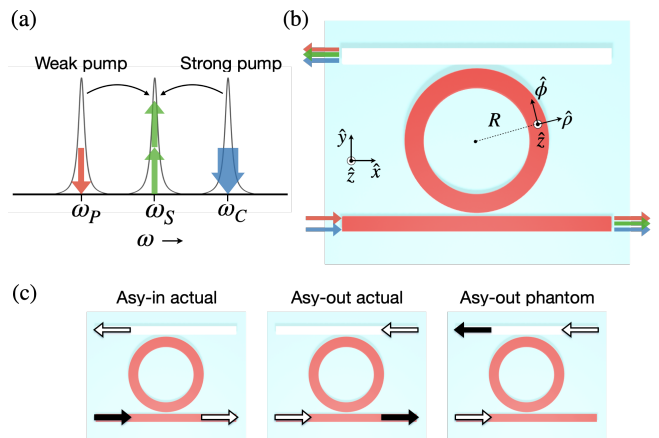 (a)
Weak pump Strong pump
ω_P ω_S ω_C
ω →
(b)
R
ϕ̂
ρ̂
ẑ
ŷ
ẑ
x̂
(c)
Asy-in actual
Asy-out actual
Asy-out phantom